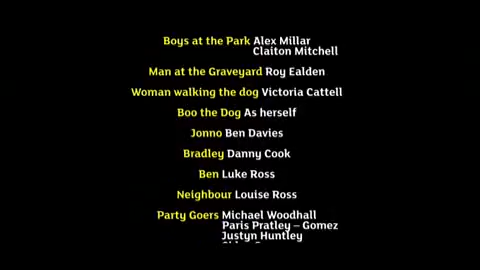 Boys at the Park Alex Millar
Claiton Mitchell
Man at the Graveyard Roy Ealden
Woman walking the dog Victoria Cattell
Boo the Dog As herself
Jonno Ben Davies
Bradley Danny Cook
Ben Luke Ross
Neighbour Louise Ross
Party Goers Michael Woodhall
Paris Pratley – Gomez
Justyn Huntley